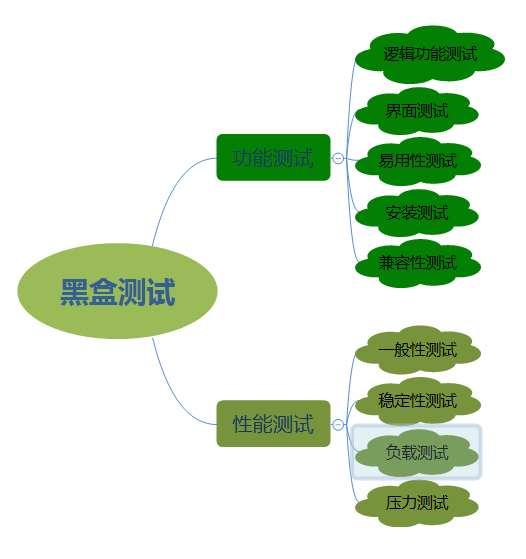 黑盒测试
功能测试
逻辑功能测试
界面测试
易用性测试
安装测试
兼容性测试
性能测试
一般性测试
稳定性测试
负载测试
压力测试